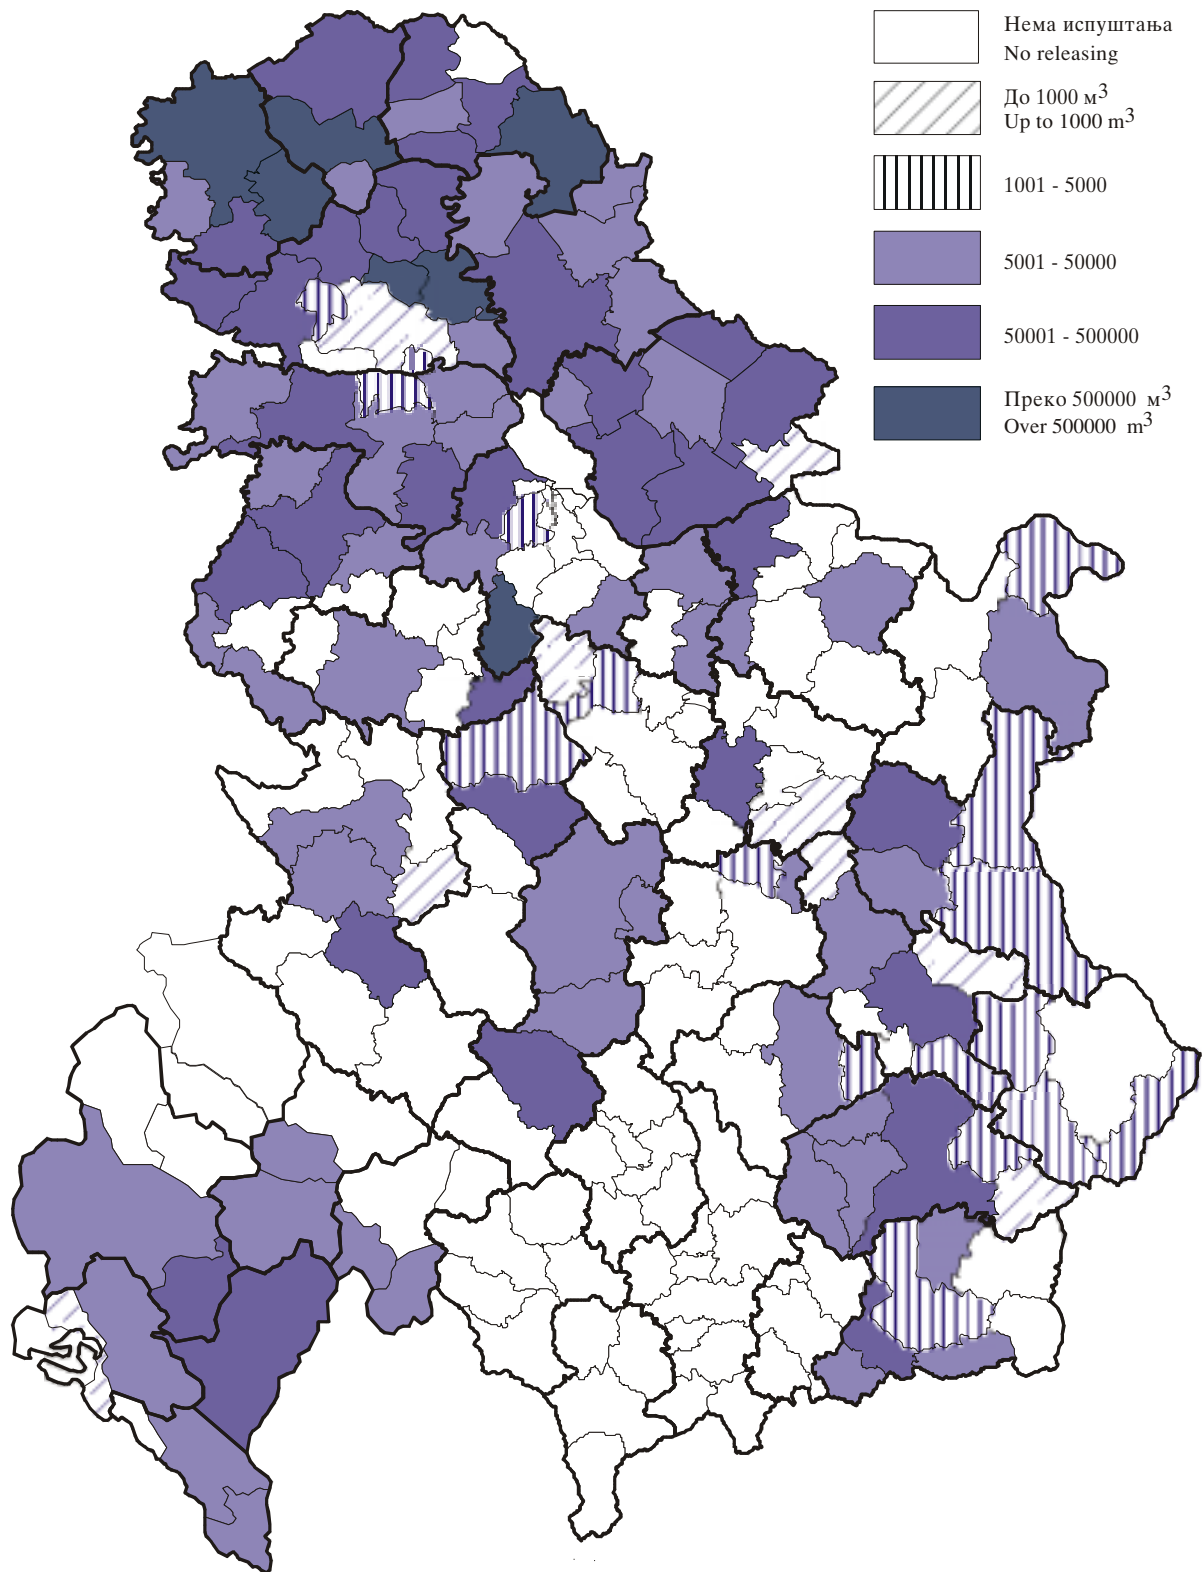 Нема испуштања
No releasing
До 1000 м³
Up to 1000 m³
1001 - 5000
5001 - 50000
50001 - 500000
Преко 500000 м³
Over 500000 m³